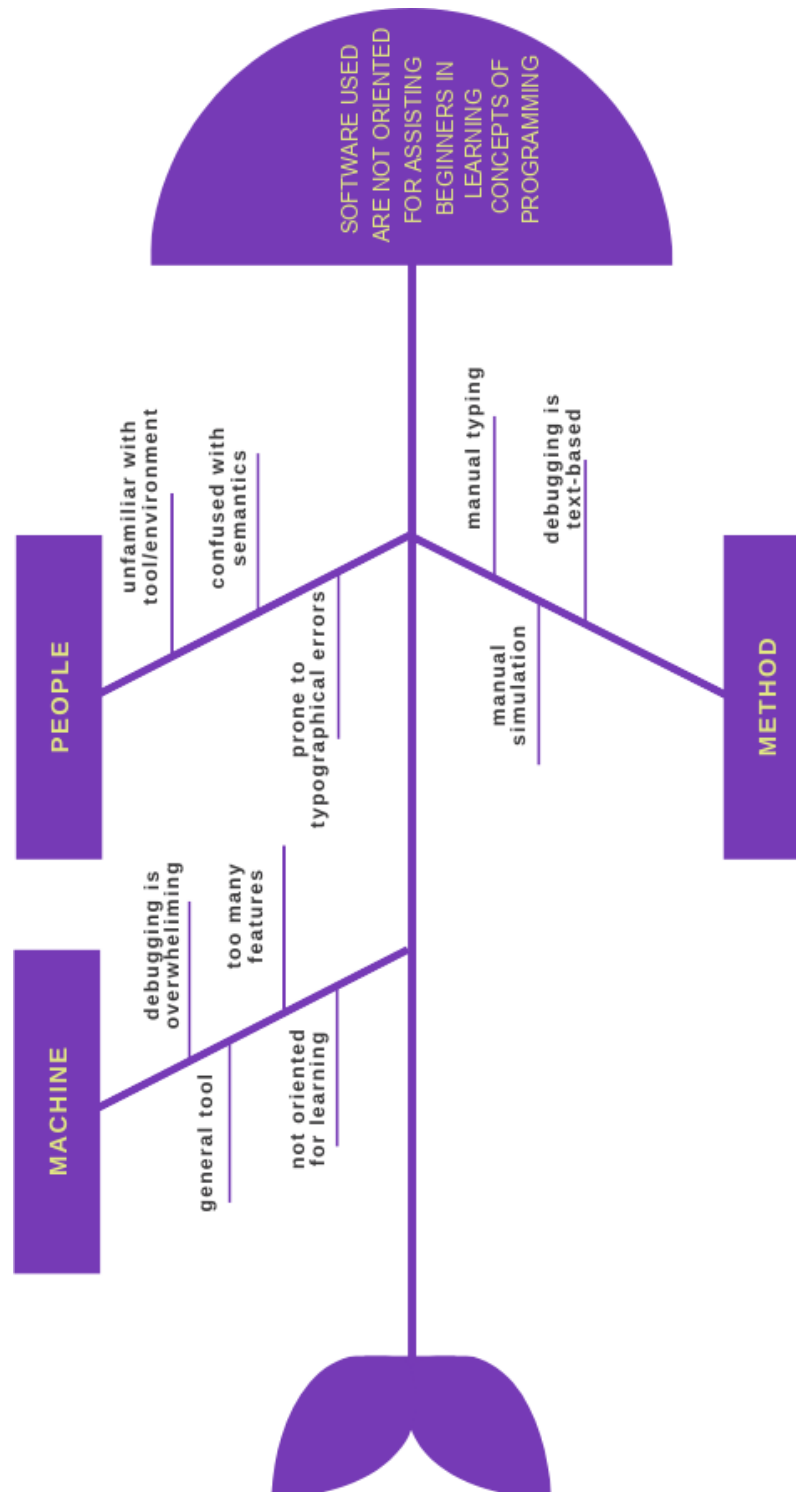 SOFTWARE USED
ARE NOT ORIENTED
FOR ASSISTING
BEGINNERS IN
LEARNING
CONCEPTS OF
PROGRAMMING
MACHINE
debugging is
overwheliming
general tool
too many
features
not oriented
for learning
PEOPLE
unfamiliar with
tool/environment
confused with
semantics
prone to
typographical errors
METHOD
manual typing
manual
simulation
debugging is
text-based